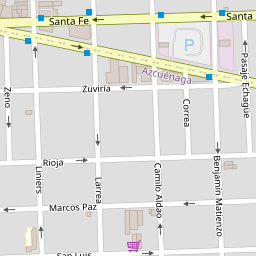 Santa Fe
Santa
P
Azcuénaga
Pasaje Echagüe
Zuviría
Zeno
Correa
Rioja
Liniers
Larrea
Camilo Aldao
Benjamín Matienzo
Marcos Paz
San Luis